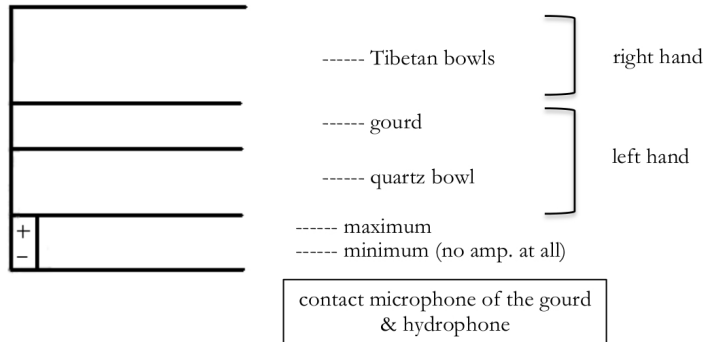 ------ Tibetan bowls
right hand
------ gourd
left hand
------ quartz bowl
+
------ maximum
−
------ minimum (no amp. at all)
contact microphone of the gourd
& hydrophone